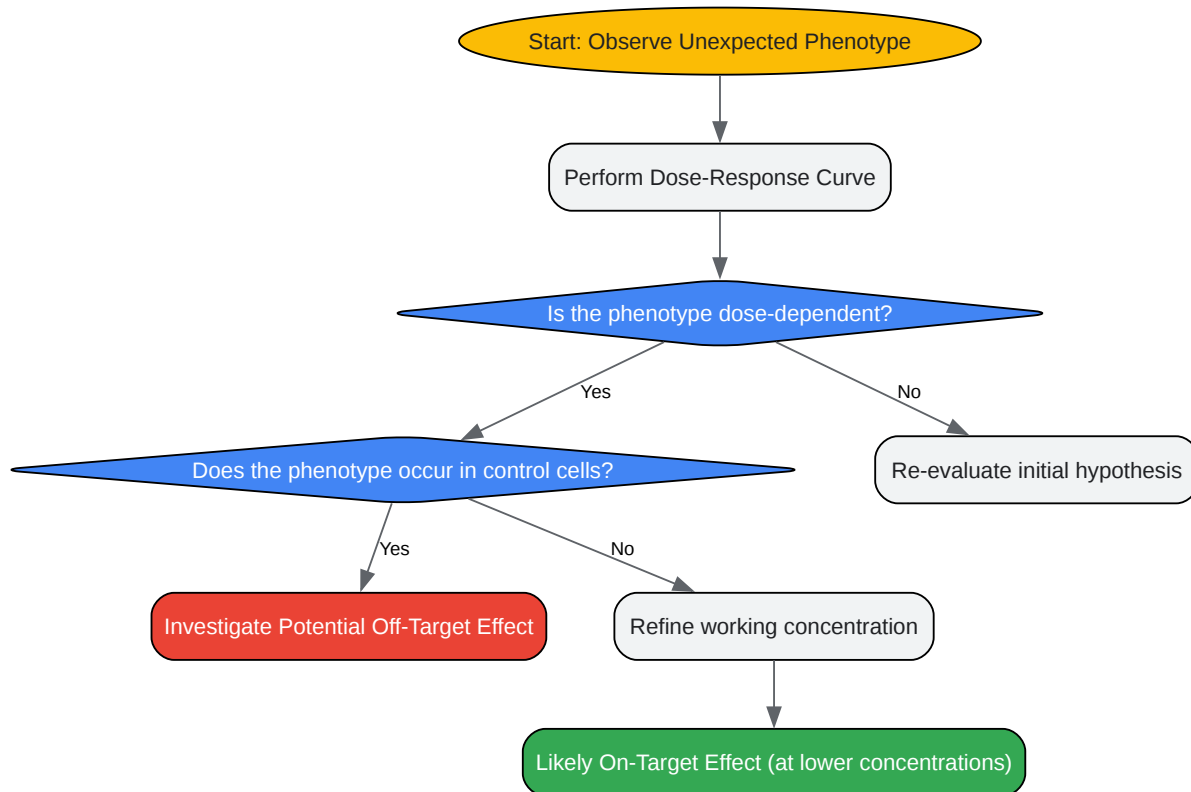 Start: Observe Unexpected Phenotype
Perform Dose-Response Curve
Is the phenotype dose-dependent?
Yes
No
Does the phenotype occur in control cells?
Re-evaluate initial hypothesis
Yes
No
Investigate Potential Off-Target Effect
Refine working concentration
Likely On-Target Effect (at lower concentrations)